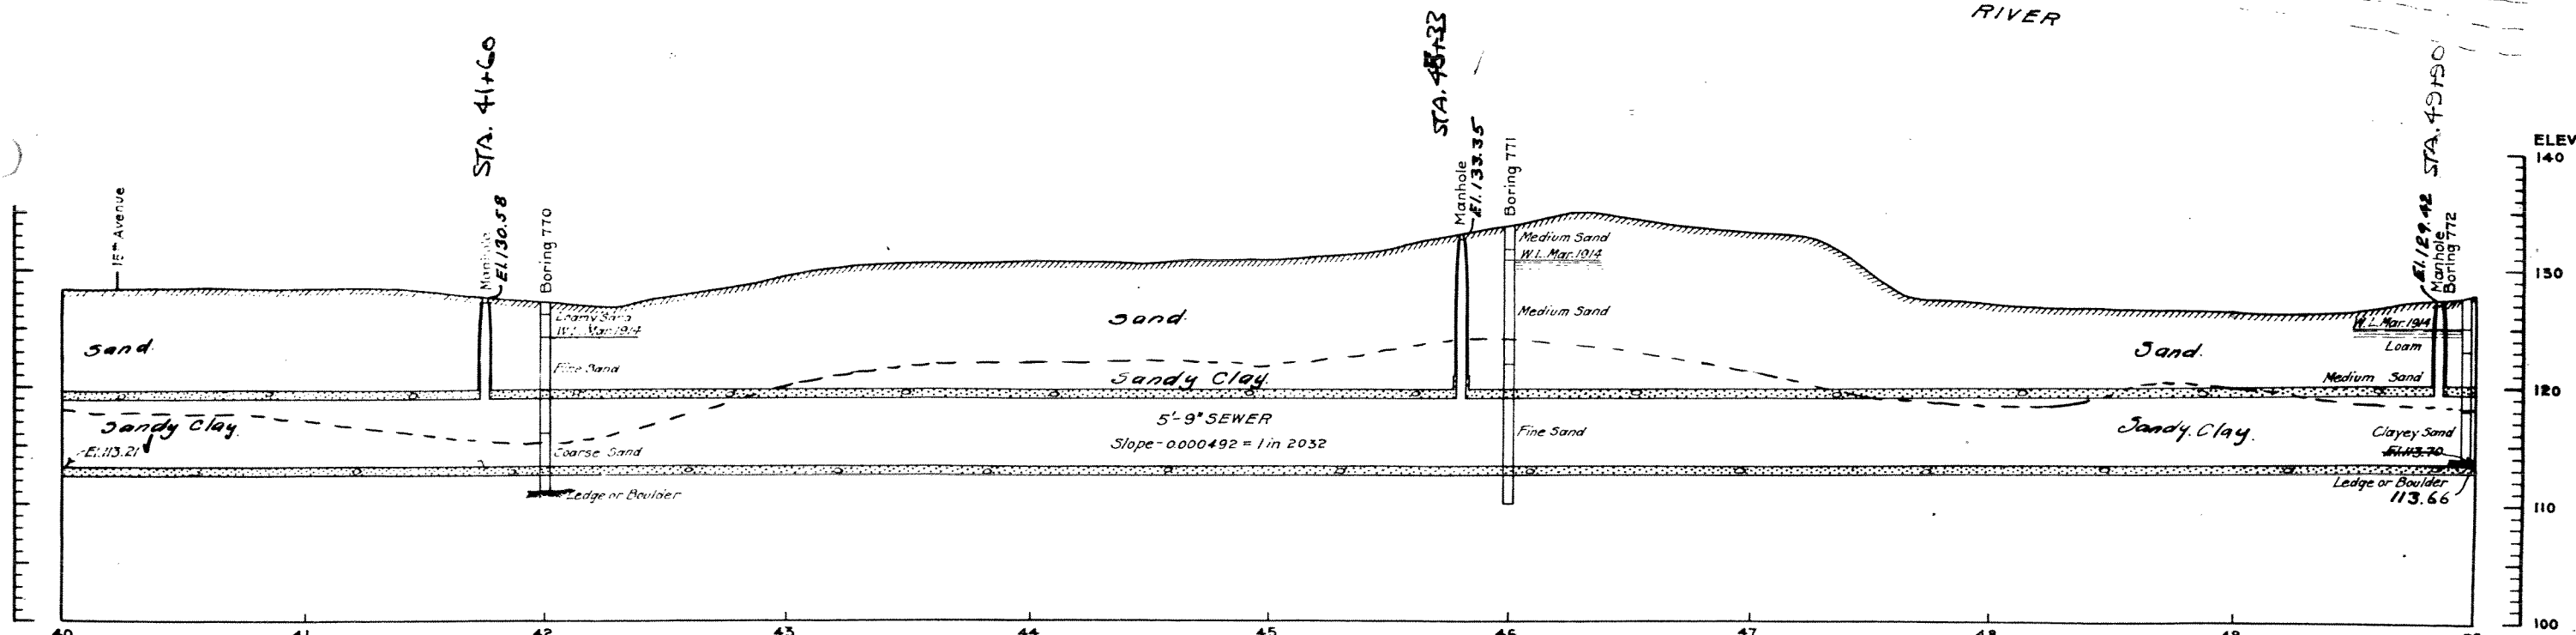 RIVER
STA. 41+60
STA. 45+33
STA. 49+90
ELEV
140
130
120
110
100
15th Avenue
Manhole
El. 130.58
Boring 770
Manhole
El. 133.35
Boring 771
El. 129.42
Manhole
Boring 772
Loamy Sand
W.L. Mar. 1914
Fine Sand
Coarse Sand
Ledge or Boulder
Medium Sand
W.L. Mar. 1914
Medium Sand
Fine Sand
W.L. Mar. 1914
Loam
Medium Sand
Clayey Sand
El. 113.70
Ledge or Boulder
113.66
Sand.
Sand.
Sand.
Sandy Clay.
Sandy Clay.
Sandy Clay.
El. 113.21
5'-9" SEWER
Slope - 0.000492 = 1 in 2032
40 41 42 43 44 45 46 47 48 49